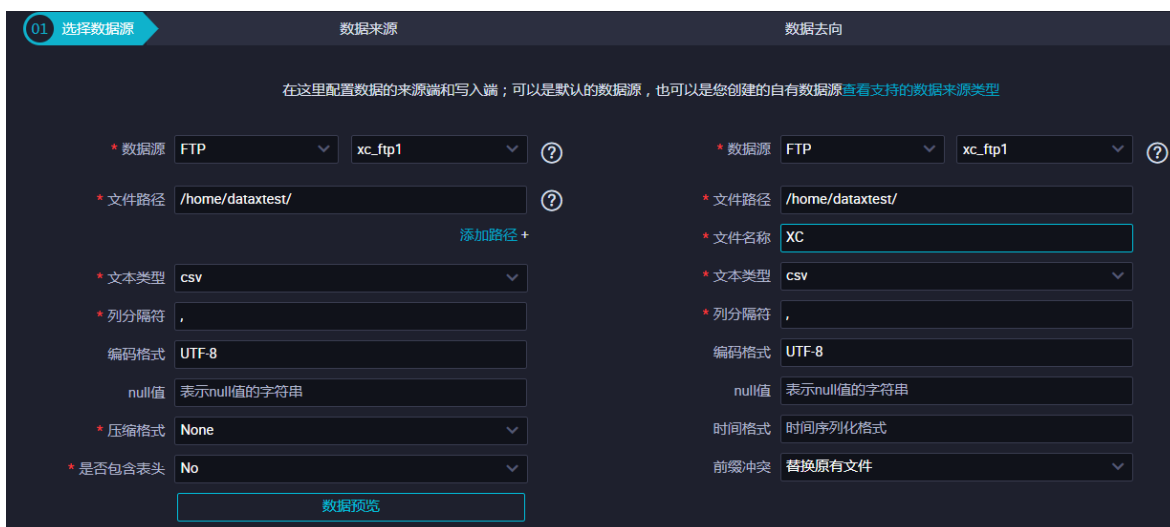 01 选择数据源 数据来源 数据去向
在这里配置数据的来源端和写入端；可以是默认的数据源，也可以是您创建的自有数据源查看支持的数据来源类型
* 数据源 FTP xc_ftp1 ? * 数据源 FTP xc_ftp1 ?
* 文件路径 /home/dataxtest/ ? * 文件路径 /home/dataxtest/
添加路径 + * 文件名称 XC
* 文本类型 csv * 文本类型 csv
* 列分隔符 , * 列分隔符 ,
编码格式 UTF-8 编码格式 UTF-8
null值 表示null值的字符串 null值 表示null值的字符串
* 压缩格式 None 时间格式 时间序列化格式
* 是否包含表头 No 前缀冲突 替换原有文件
数据预览